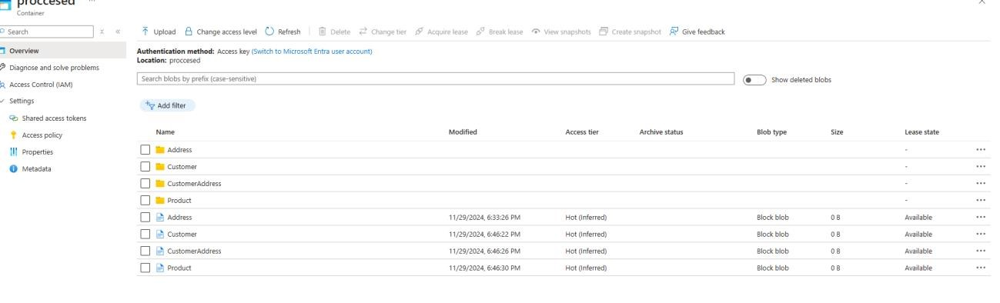 proccesed ...
Container
Search
Upload Change access level Refresh Delete Change tier Acquire lease Break lease View snapshots Create snapshot Give feedback
Overview
Diagnose and solve problems
Access Control (IAM)
Settings
Shared access tokens
Access policy
Properties
Metadata
Authentication method: Access key (Switch to Microsoft Entra user account)
Location: proccesed
Search blobs by prefix (case-sensitive)
Show deleted blobs
Add filter
Name Modified Access tier Archive status Blob type Size Lease state
Address - ...
Customer - ...
CustomerAddress - ...
Product - ...
Address 11/29/2024, 6:33:26 PM Hot (Inferred) Block blob 0 B Available ...
Customer 11/29/2024, 6:46:22 PM Hot (Inferred) Block blob 0 B Available ...
CustomerAddress 11/29/2024, 6:46:26 PM Hot (Inferred) Block blob 0 B Available ...
Product 11/29/2024, 6:46:30 PM Hot (Inferred) Block blob 0 B Available ...